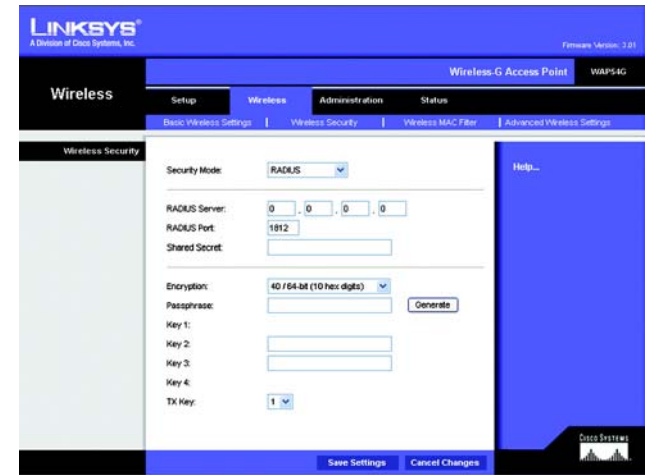 LINKSYS®
A Division of Cisco Systems, Inc.
Firmware Version: 3.01
Wireless-G Access Point WAP54G
Wireless
Setup Wireless Administration Status
Basic Wireless Settings | Wireless Security | Wireless MAC Filter | Advanced Wireless Settings
Wireless Security
Help...
Security Mode: RADIUS
RADIUS Server: 0 . 0 . 0 . 0
RADIUS Port: 1812
Shared Secret:
Encryption: 40 / 64-bit (10 hex digits)
Passphrase: Generate
Key 1:
Key 2:
Key 3:
Key 4:
TX Key: 1
Save Settings Cancel Changes
CISCO SYSTEMS